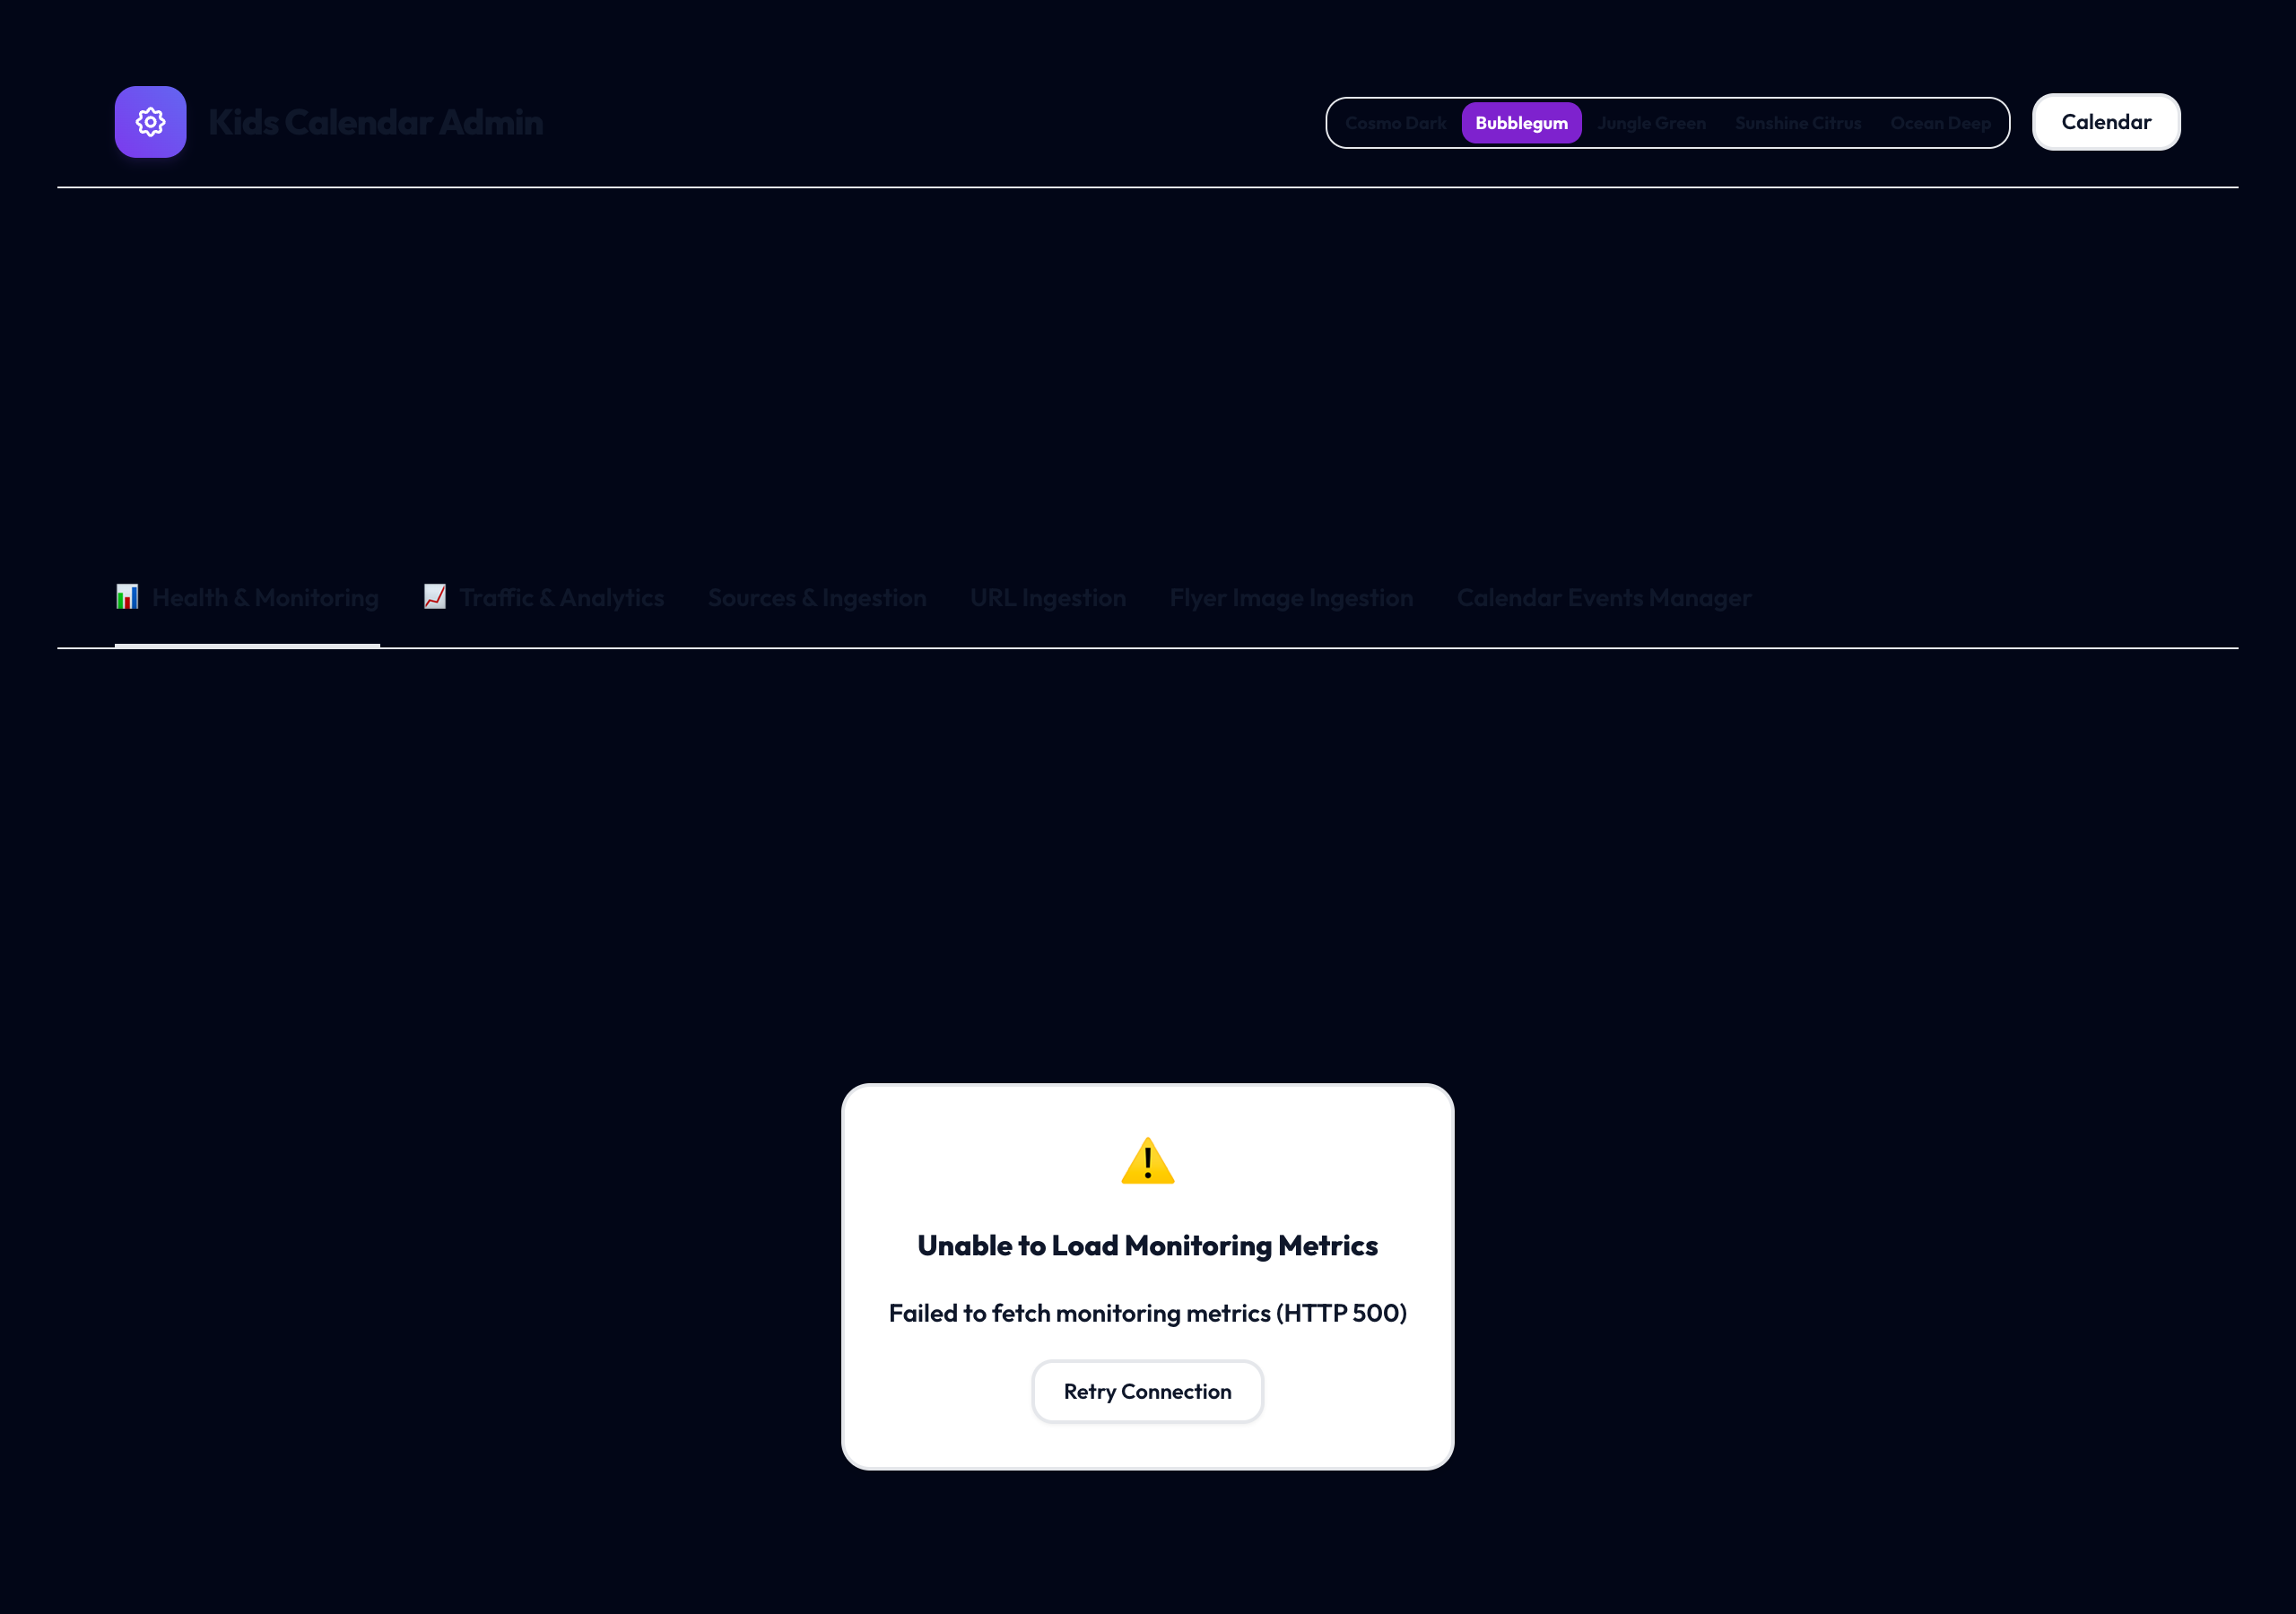 Kids Calendar Admin
Cosmo Dark Bubblegum Jungle Green Sunshine Citrus Ocean Deep Calendar
Health & Monitoring Traffic & Analytics Sources & Ingestion URL Ingestion Flyer Image Ingestion Calendar Events Manager
Unable to Load Monitoring Metrics
Failed to fetch monitoring metrics (HTTP 500)
Retry Connection